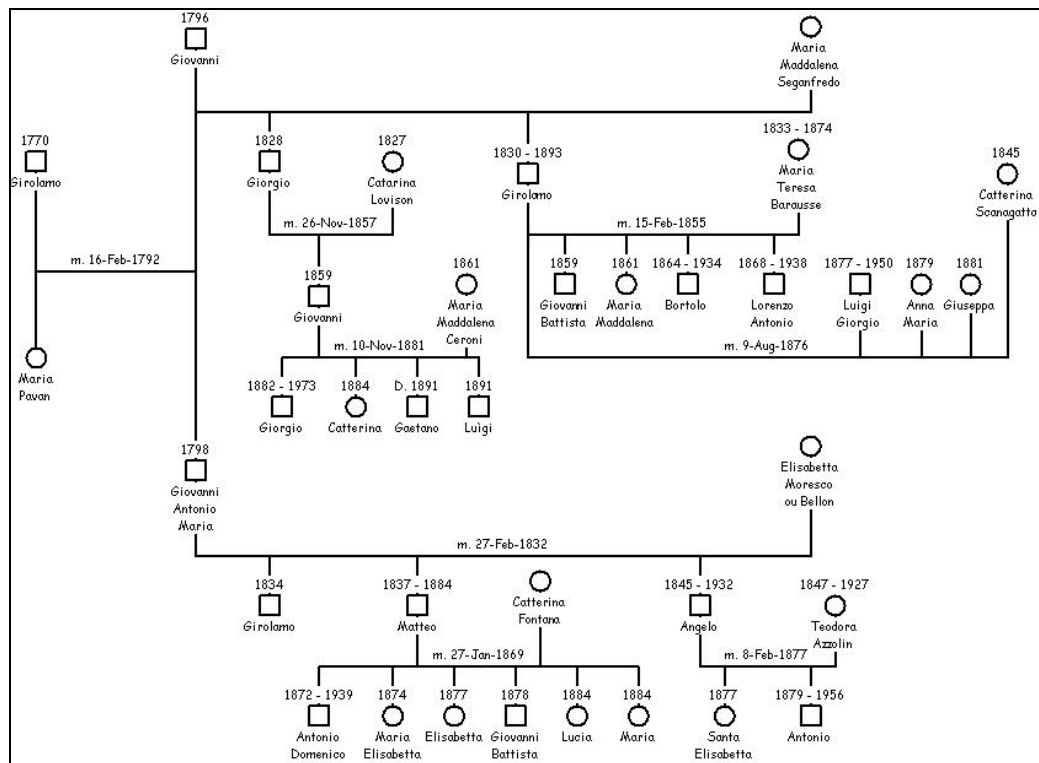 1796
Giovanni
Maria
Maddalena
Seganfredo
1770
Girolamo
1828
Giorgio
1827
Catarina
Lovison
1830 - 1893
Girolamo
1833 - 1874
Maria
Teresa
Barausse
1845
Catterina
Scanagatto
m. 26-Nov-1857
m. 15-Feb-1855
m. 16-Feb-1792
1859
Giovanni
1861
Maria
Maddalena
Ceroni
1859
Giovanni
Battista
1861
Maria
Maddalena
1864 - 1934
Bortolo
1868 - 1938
Lorenzo
Antonio
1877 - 1950
Luigi
Giorgio
1879
Anna
Maria
1881
Giuseppa
m. 10-Nov-1881
m. 9-Aug-1876
Maria
Pavan
1882 - 1973
Giorgio
1884
Catterina
D. 1891
Gaetano
1891
Luìgi
1798
Giovanni
Antonio
Maria
Elisabetta
Moresco
ou Bellon
m. 27-Feb-1832
1834
Girolamo
1837 - 1884
Matteo
Catterina
Fontana
1845 - 1932
Angelo
1847 - 1927
Teodora
Azzolin
m. 27-Jan-1869
m. 8-Feb-1877
1872 - 1939
Antonio
Domenico
1874
Maria
Elisabetta
1877
Elisabetta
1878
Giovanni
Battista
1884
Lucia
1884
Maria
1877
Santa
Elisabetta
1879 - 1956
Antonio